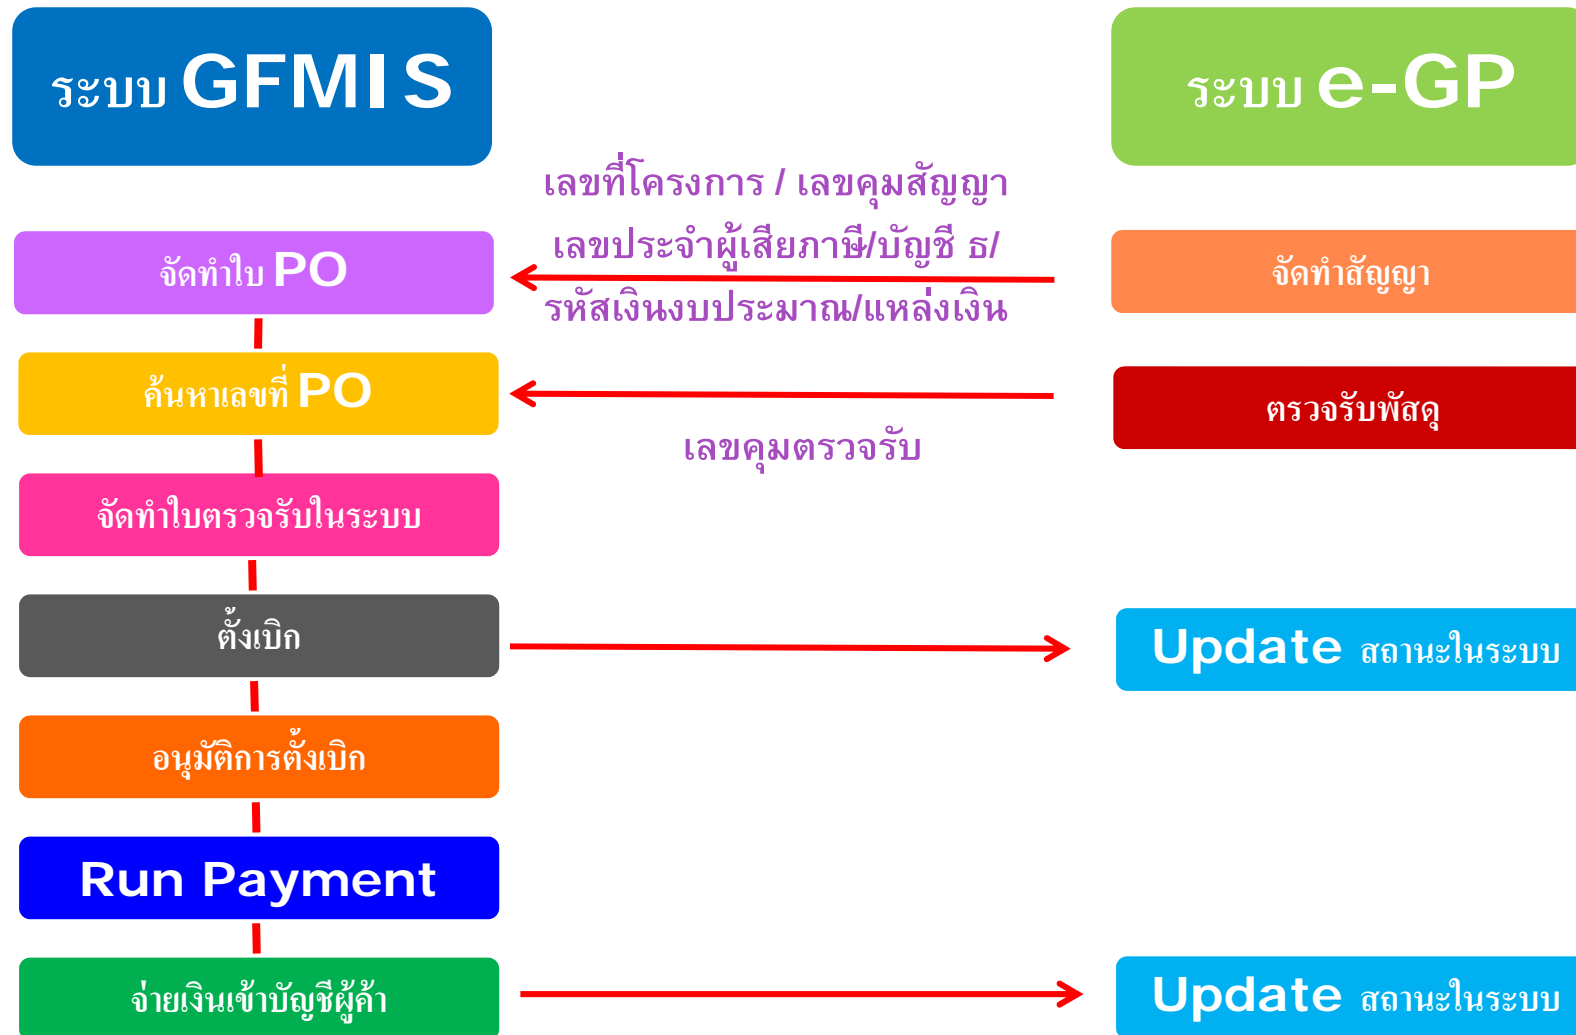 ระบบ GFMIS
ระบบ e-GP
เลขที่โครงการ / เลขคุมสัญญา
เลขประจำผู้เสียภาษี/บัญชี ธ/
รหัสเงินงบประมาณ/แหล่งเงิน
จัดทำใบ PO
จัดทำสัญญา
ค้นหาเลขที่ PO
ตรวจรับพัสดุ
เลขคุมตรวจรับ
จัดทำใบตรวจรับในระบบ
ตั้งเบิก
Update สถานะในระบบ
อนุมัติการตั้งเบิก
Run Payment
จ่ายเงินเข้าบัญชีผู้ค้า
Update สถานะในระบบ